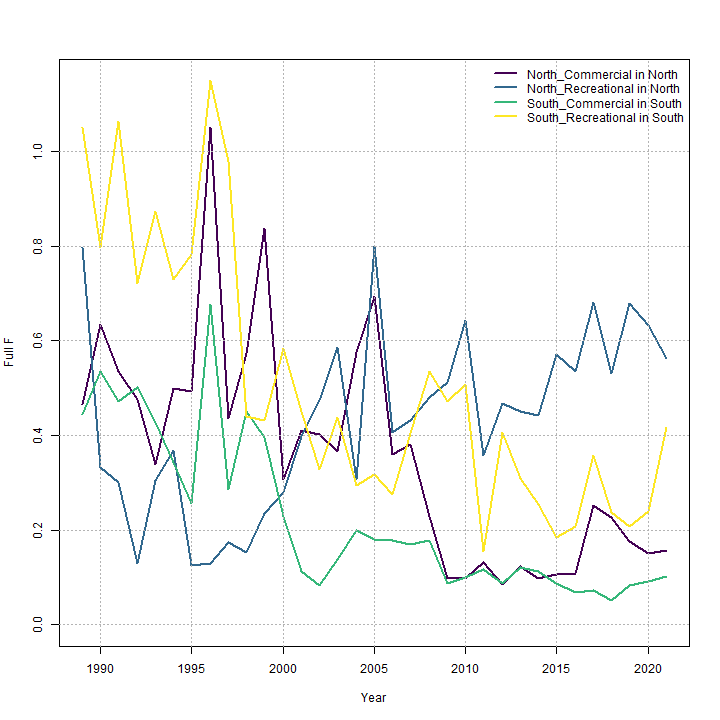 North_Commercial in North
North_Recreational in North
South_Commercial in South
South_Recreational in South
1.0
0.8
0.6
0.4
0.2
0.0
Full F
1990 1995 2000 2005 2010 2015 2020
Year